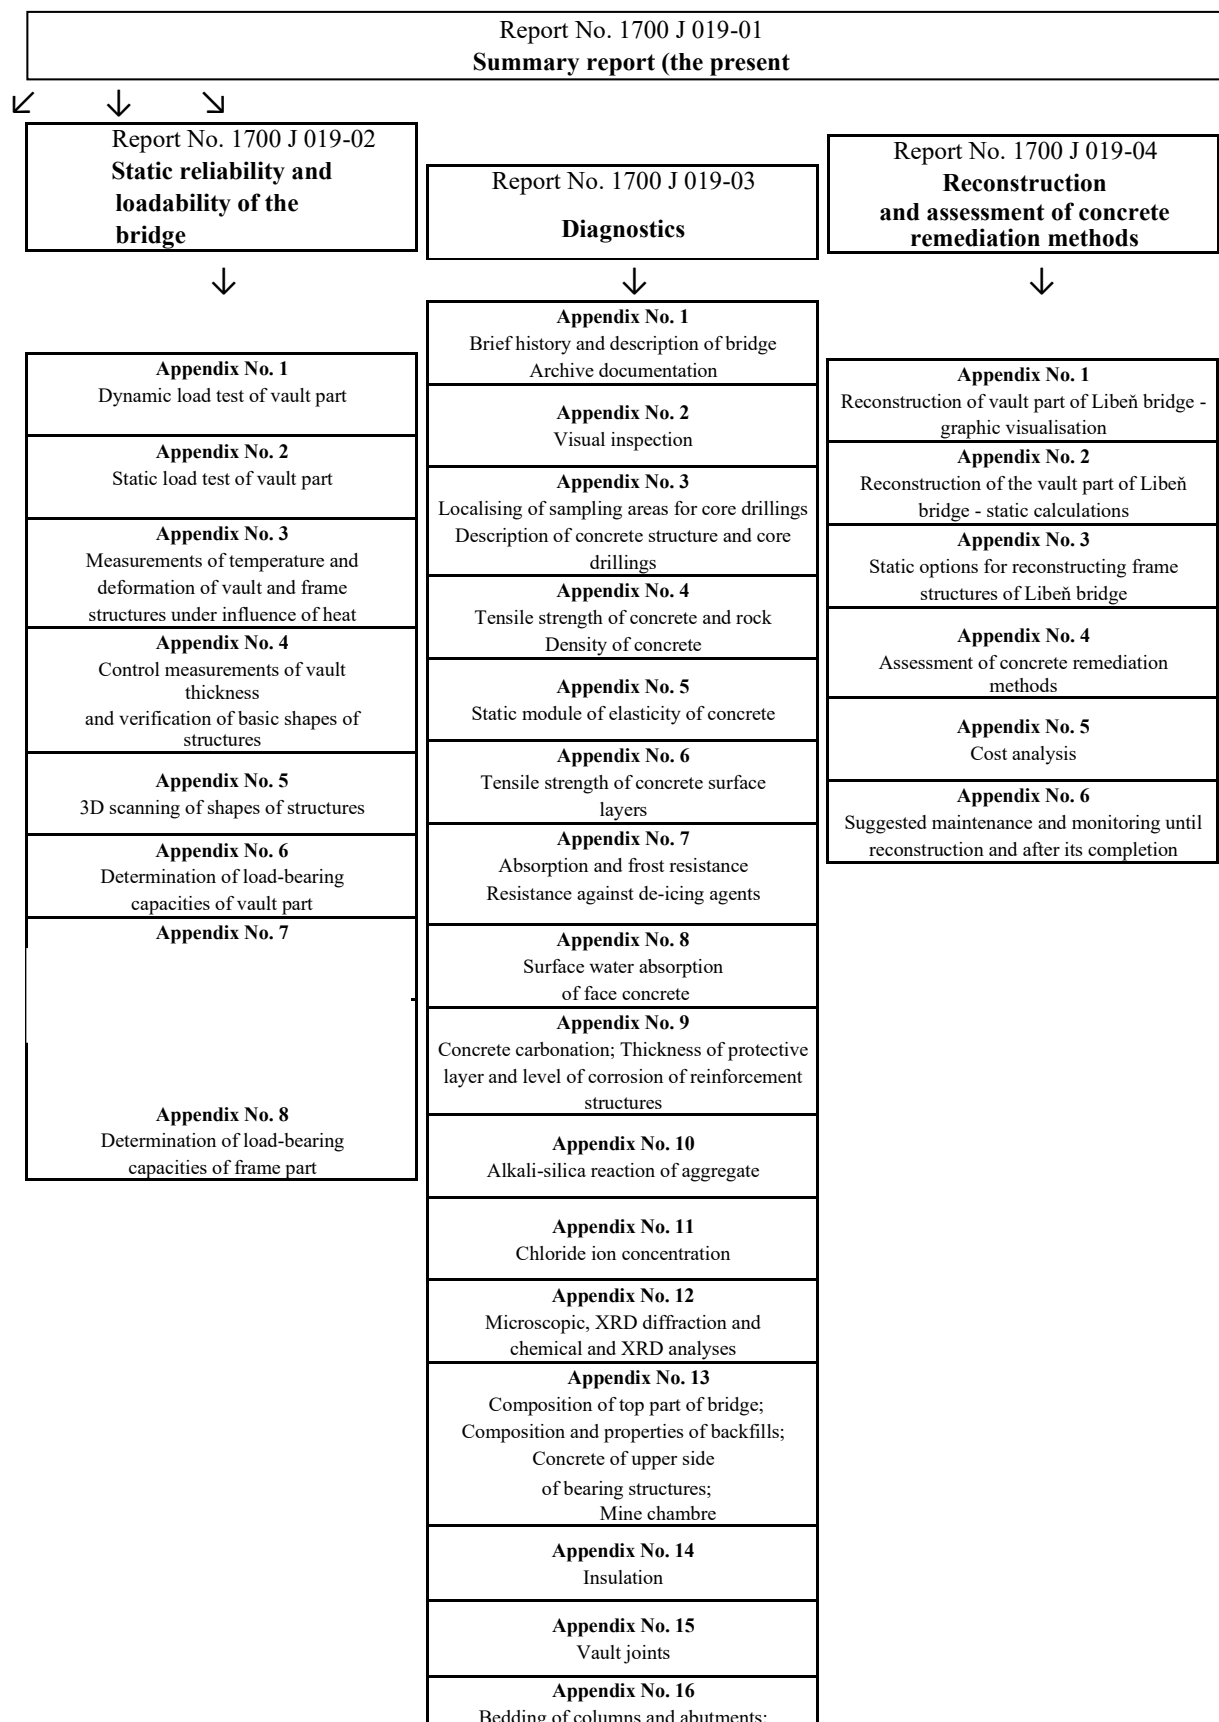 Report No. 1700 J 019-01
Summary report (the present
Report No. 1700 J 019-02
Static reliability and
loadability of the
bridge
Report No. 1700 J 019-03
Diagnostics
Report No. 1700 J 019-04
Reconstruction
and assessment of concrete
remediation methods
Appendix No. 1
Dynamic load test of vault part
Appendix No. 2
Static load test of vault part
Appendix No. 3
Measurements of temperature and
deformation of vault and frame
structures under influence of heat
Appendix No. 4
Control measurements of vault
thickness
and verification of basic shapes of
structures
Appendix No. 5
3D scanning of shapes of structures
Appendix No. 6
Determination of load-bearing
capacities of vault part
Appendix No. 7
Appendix No. 8
Determination of load-bearing
capacities of frame part
Appendix No. 1
Brief history and description of bridge
Archive documentation
Appendix No. 2
Visual inspection
Appendix No. 3
Localising of sampling areas for core drillings
Description of concrete structure and core
drillings
Appendix No. 4
Tensile strength of concrete and rock
Density of concrete
Appendix No. 5
Static module of elasticity of concrete
Appendix No. 6
Tensile strength of concrete surface
layers
Appendix No. 7
Absorption and frost resistance
Resistance against de-icing agents
Appendix No. 8
Surface water absorption
of face concrete
Appendix No. 9
Concrete carbonation; Thickness of protective
layer and level of corrosion of reinforcement
structures
Appendix No. 10
Alkali-silica reaction of aggregate
Appendix No. 11
Chloride ion concentration
Appendix No. 12
Microscopic, XRD diffraction and
chemical and XRD analyses
Appendix No. 13
Composition of top part of bridge;
Composition and properties of backfills;
Concrete of upper side
of bearing structures;
Mine chambre
Appendix No. 14
Insulation
Appendix No. 15
Vault joints
Appendix No. 16
Bedding of columns and abutments;
Appendix No. 1
Reconstruction of vault part of Libeň bridge -
graphic visualisation
Appendix No. 2
Reconstruction of the vault part of Libeň
bridge - static calculations
Appendix No. 3
Static options for reconstructing frame
structures of Libeň bridge
Appendix No. 4
Assessment of concrete remediation
methods
Appendix No. 5
Cost analysis
Appendix No. 6
Suggested maintenance and monitoring until
reconstruction and after its completion